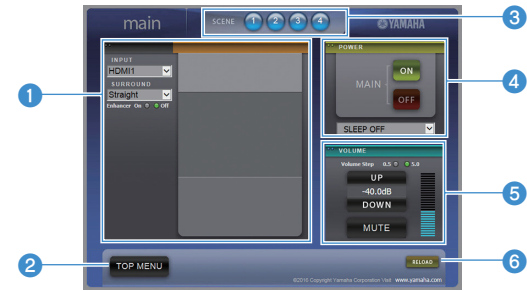 main
SCENE 1 2 3 4
YAMAHA
3
INPUT
HDMI1
SURROUND
Straight
Enhancer On Off
1
POWER
MAIN
ON
OFF
SLEEP OFF
4
VOLUME
Volume Step 0.5 5.0
UP
-40.0dB
DOWN
MUTE
5
2
TOP MENU
RELOAD
6
©2016 Copyright Yamaha Corporation Visit www.yamaha.com